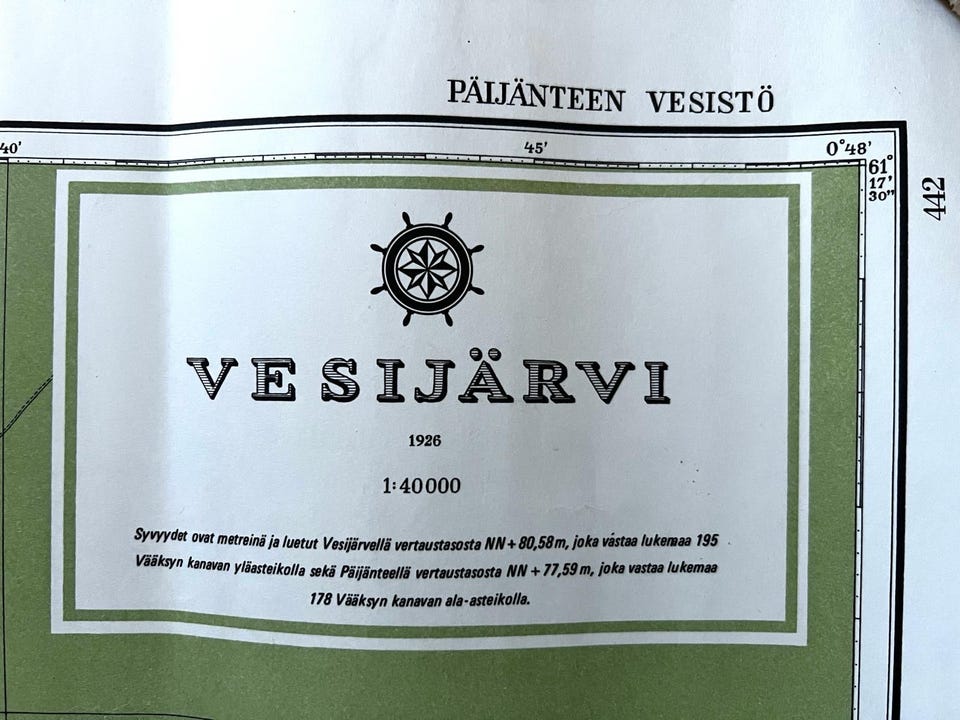 PÄIJÄNTEEN VESISTÖ
40' 45' 0°48'
61°
17'
30"
442
VESIJÄRVI
1926
1:40000
Syvyydet ovat metreinä ja luetut Vesijärvellä vertaustasosta NN + 80,58 m, joka vastaa lukemaa 195
Vääksyn kanavan yläasteikolla sekä Päijänteellä vertaustasosta NN + 77,59 m, joka vastaa lukemaa
178 Vääksyn kanavan ala-asteikolla.